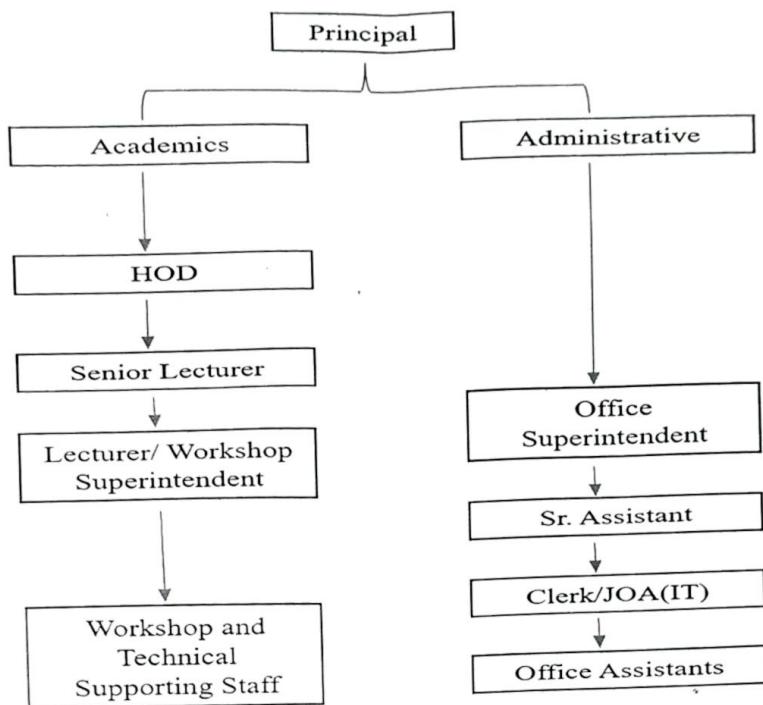 Principal
Academics
HOD
Senior Lecturer
Lecturer/ Workshop
Superintendent
Workshop and
Technical
Supporting Staff
Administrative
Office
Superintendent
Sr. Assistant
Clerk/JOA(IT)
Office Assistants